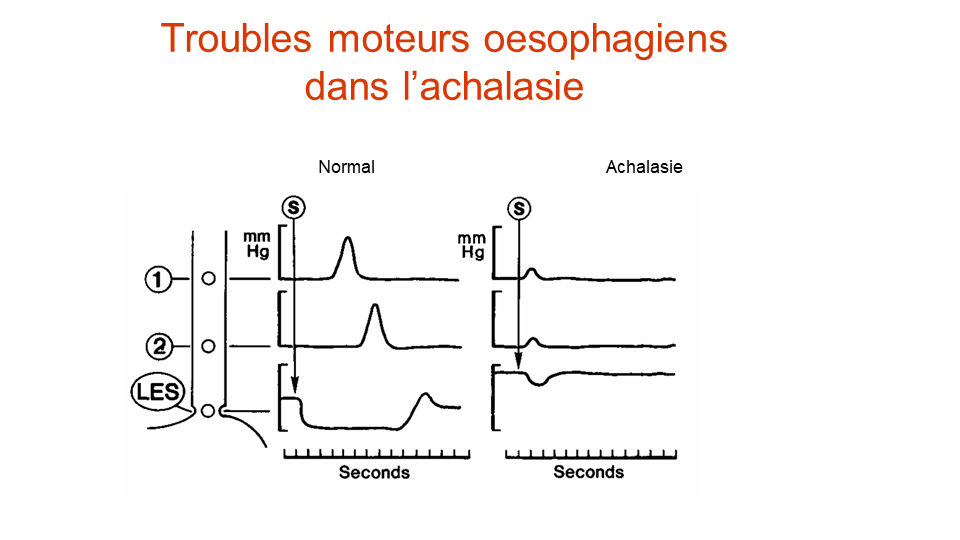 Troubles moteurs oesophagiens
dans l’achalasie
Normal
Achalasie
S
S
mm
Hg
mm
Hg
1
2
LES
Seconds
Seconds